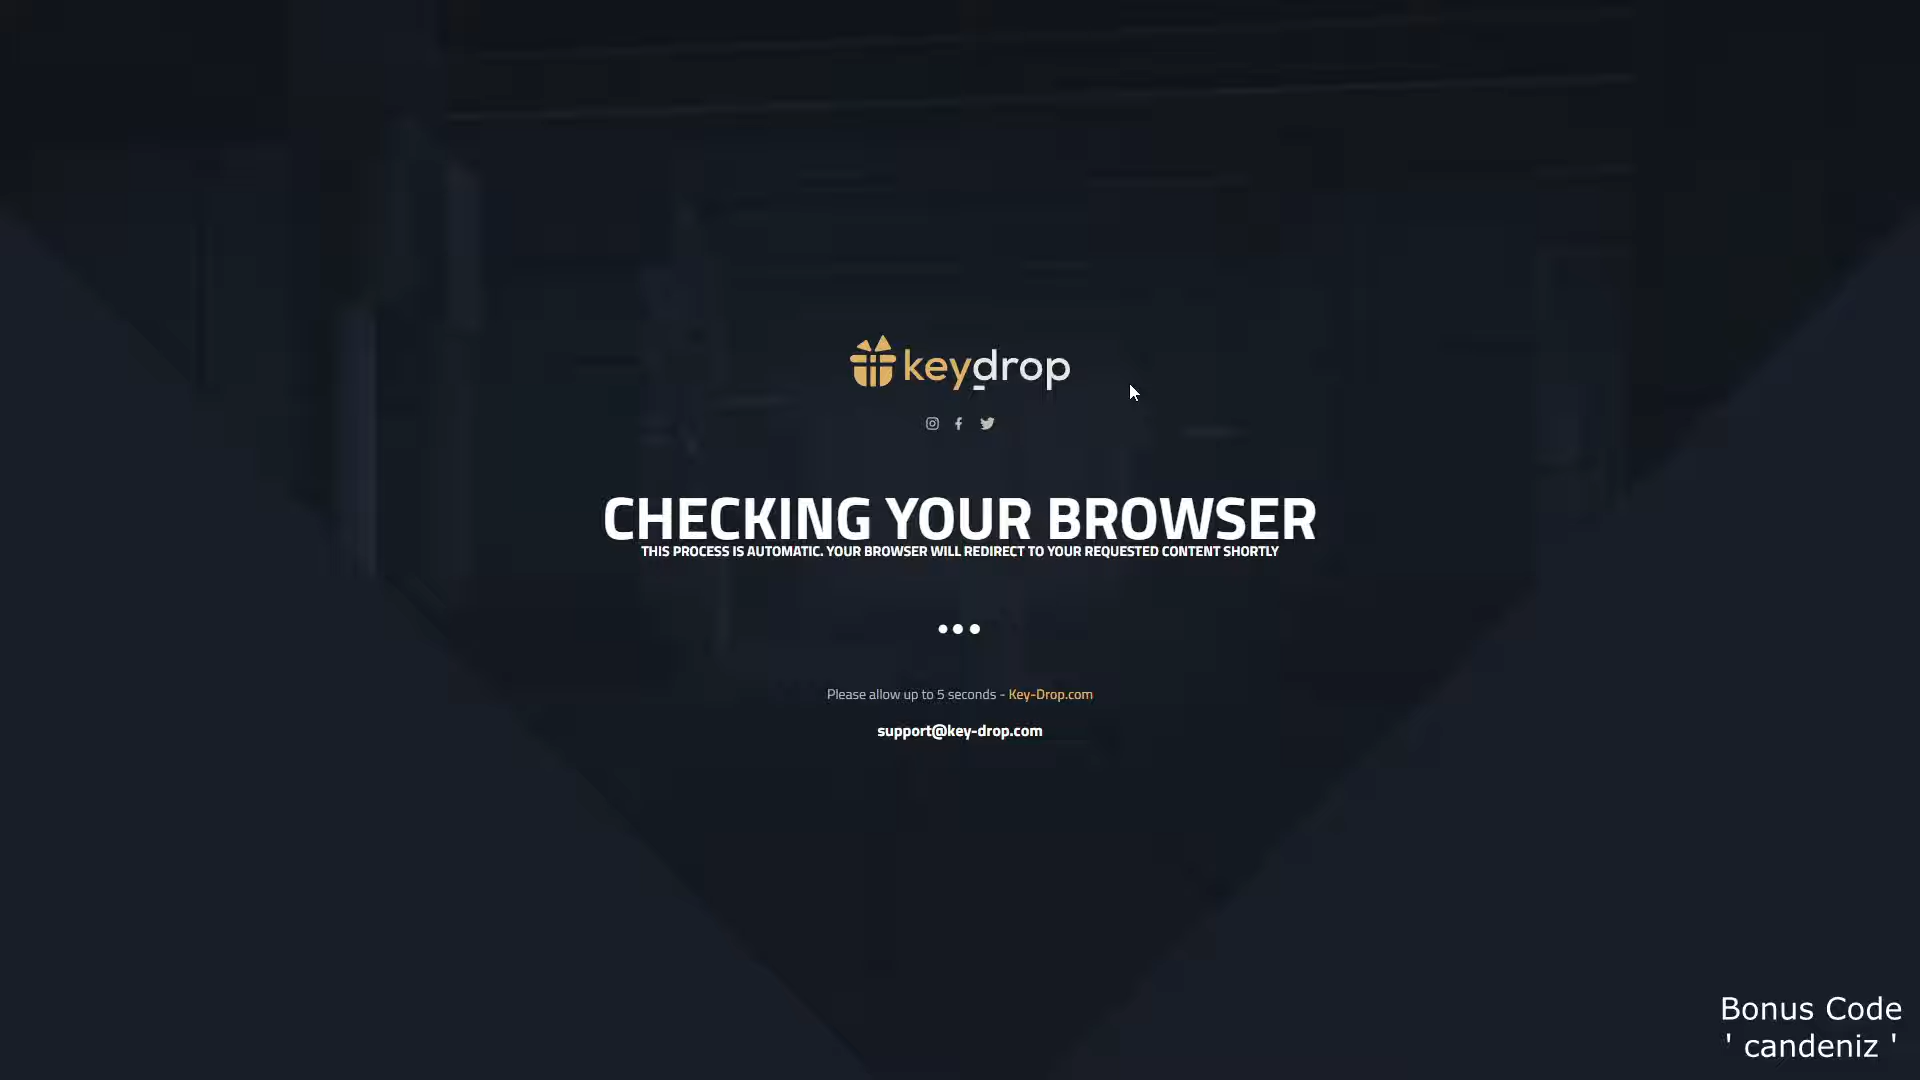 keydrop
CHECKING YOUR BROWSER
THIS PROCESS IS AUTOMATIC. YOUR BROWSER WILL REDIRECT TO YOUR REQUESTED CONTENT SHORTLY
Please allow up to 5 seconds - Key-Drop.com
support@key-drop.com
Bonus Code
' candeniz '